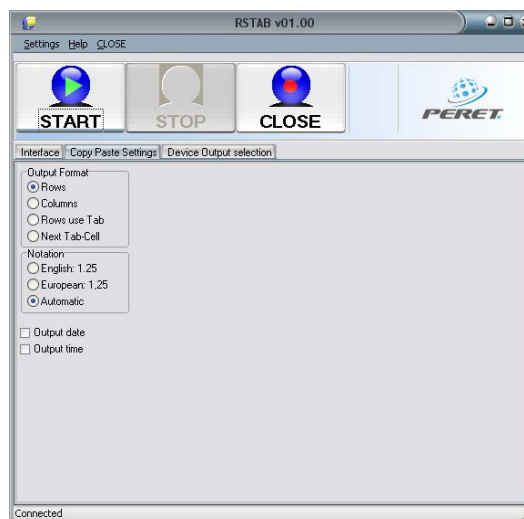 RSTAB v01.00
Settings Help CLOSE
START STOP CLOSE
PERET.
Interface Copy Paste Settings Device Output selection
Output Format
Rows
Columns
Rows use Tab
Next Tab-Cell
Notation
English: 1.25
European: 1,25
Automatic
Output date
Output time
Connected